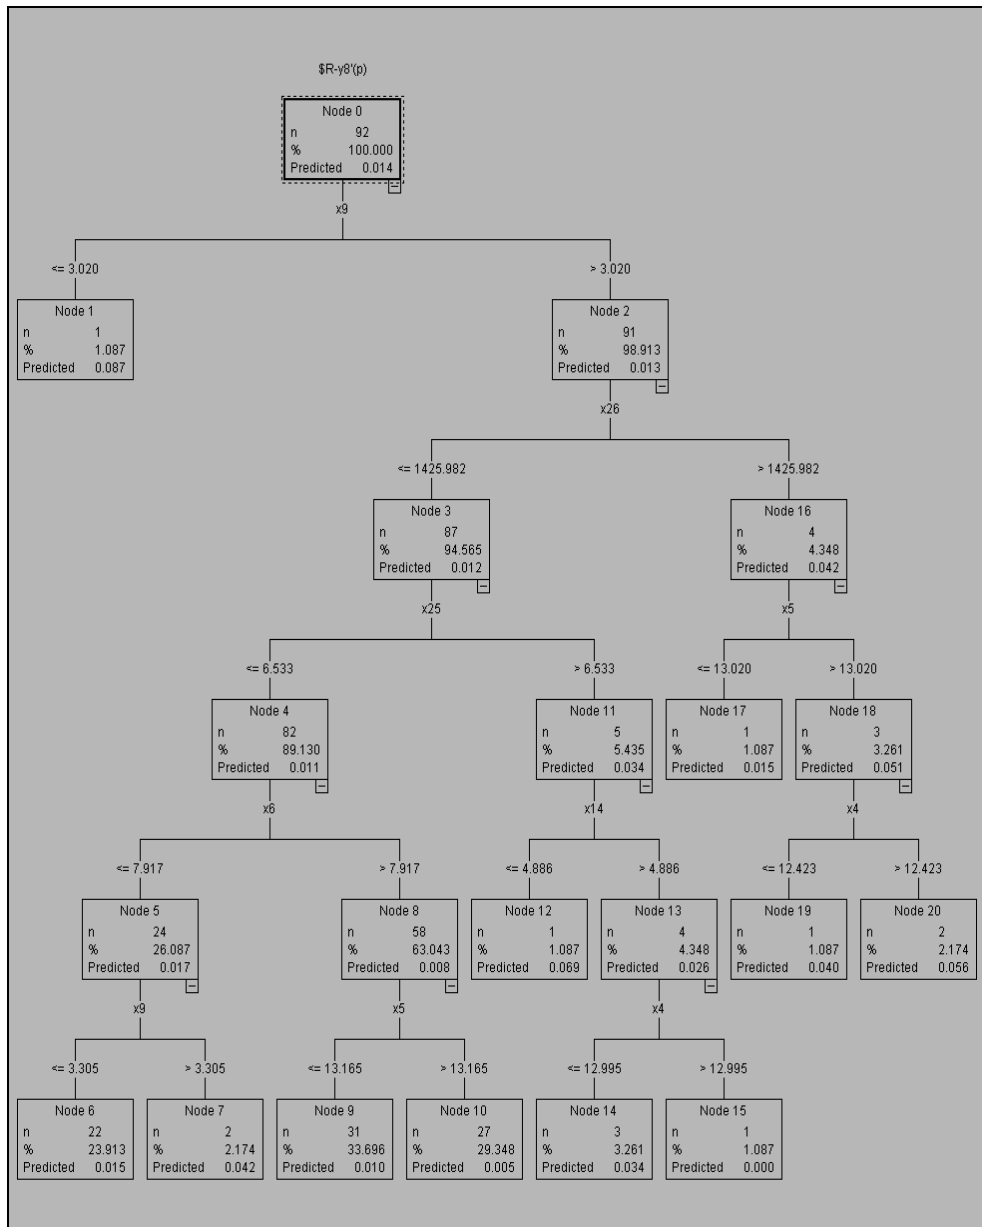 $R-y8'(p)
Node 0
n 92
% 100.000
Predicted 0.014
x9
<= 3.020 > 3.020
Node 1
n 1
% 1.087
Predicted 0.087
Node 2
n 91
% 98.913
Predicted 0.013
x26
<= 1425.982 > 1425.982
Node 3
n 87
% 94.565
Predicted 0.012
Node 16
n 4
% 4.348
Predicted 0.042
x25
x5
<= 6.533 > 6.533 <= 13.020 > 13.020
Node 4
n 82
% 89.130
Predicted 0.011
Node 11
n 5
% 5.435
Predicted 0.034
Node 17
n 1
% 1.087
Predicted 0.015
Node 18
n 3
% 3.261
Predicted 0.051
x6
x14
x4
<= 7.917 > 7.917 <= 4.886 > 4.886 <= 12.423 > 12.423
Node 5
n 24
% 26.087
Predicted 0.017
Node 8
n 58
% 63.043
Predicted 0.008
Node 12
n 1
% 1.087
Predicted 0.069
Node 13
n 4
% 4.348
Predicted 0.026
Node 19
n 1
% 1.087
Predicted 0.040
Node 20
n 2
% 2.174
Predicted 0.056
x9
x5
x4
<= 3.305 > 3.305 <= 13.165 > 13.165 <= 12.995 > 12.995
Node 6
n 22
% 23.913
Predicted 0.015
Node 7
n 2
% 2.174
Predicted 0.042
Node 9
n 31
% 33.696
Predicted 0.010
Node 10
n 27
% 29.348
Predicted 0.005
Node 14
n 3
% 3.261
Predicted 0.034
Node 15
n 1
% 1.087
Predicted 0.000